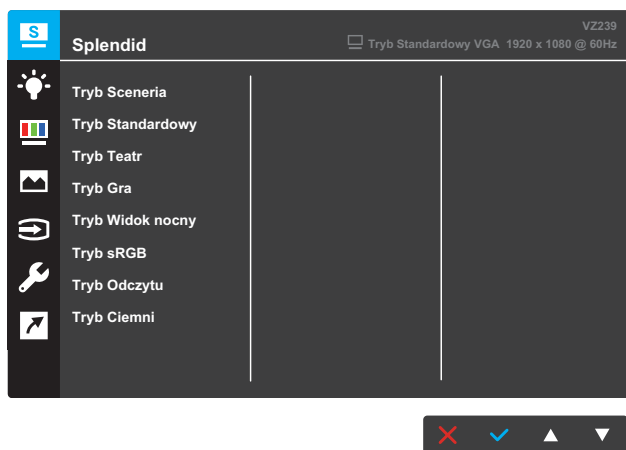 S
VZ239
Splendid
Tryb Standardowy VGA 1920 x 1080 @ 60Hz
Tryb Sceneria
Tryb Standardowy
Tryb Teatr
Tryb Gra
Tryb Widok nocny
Tryb sRGB
Tryb Odczytu
Tryb Ciemni